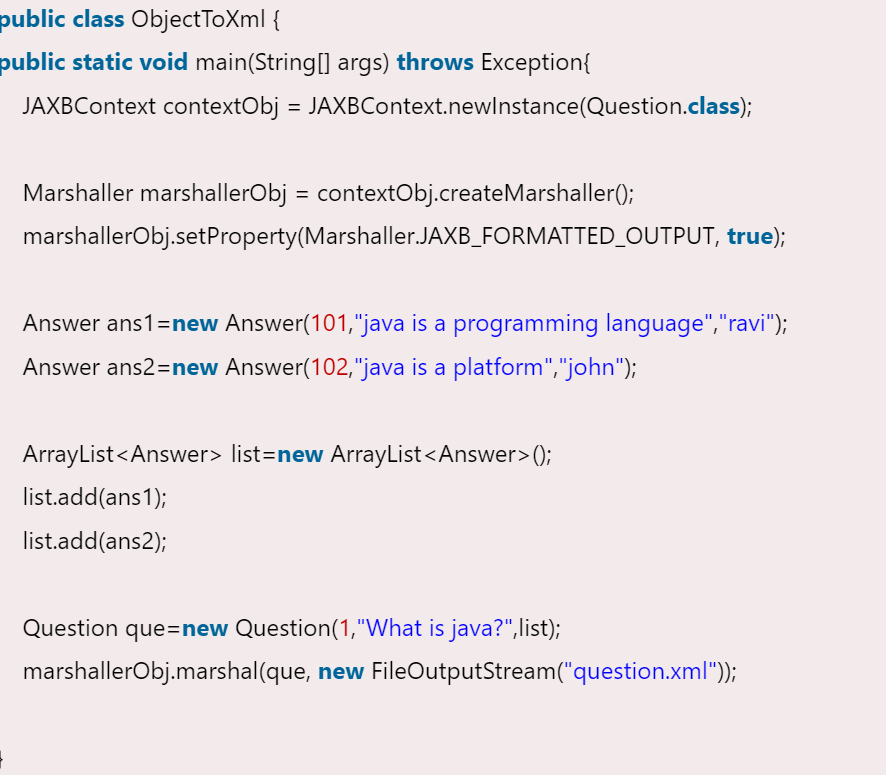 public class ObjectToXml {
public static void main(String[] args) throws Exception{
JAXBContext contextObj = JAXBContext.newInstance(Question.class);
Marshaller marshallerObj = contextObj.createMarshaller();
marshallerObj.setProperty(Marshaller.JAXB_FORMATTED_OUTPUT, true);
Answer ans1=new Answer(101,"java is a programming language","ravi");
Answer ans2=new Answer(102,"java is a platform","john");
ArrayList<Answer> list=new ArrayList<Answer>();
list.add(ans1);
list.add(ans2);
Question que=new Question(1,"What is java?",list);
marshallerObj.marshal(que, new FileOutputStream("question.xml"));
}